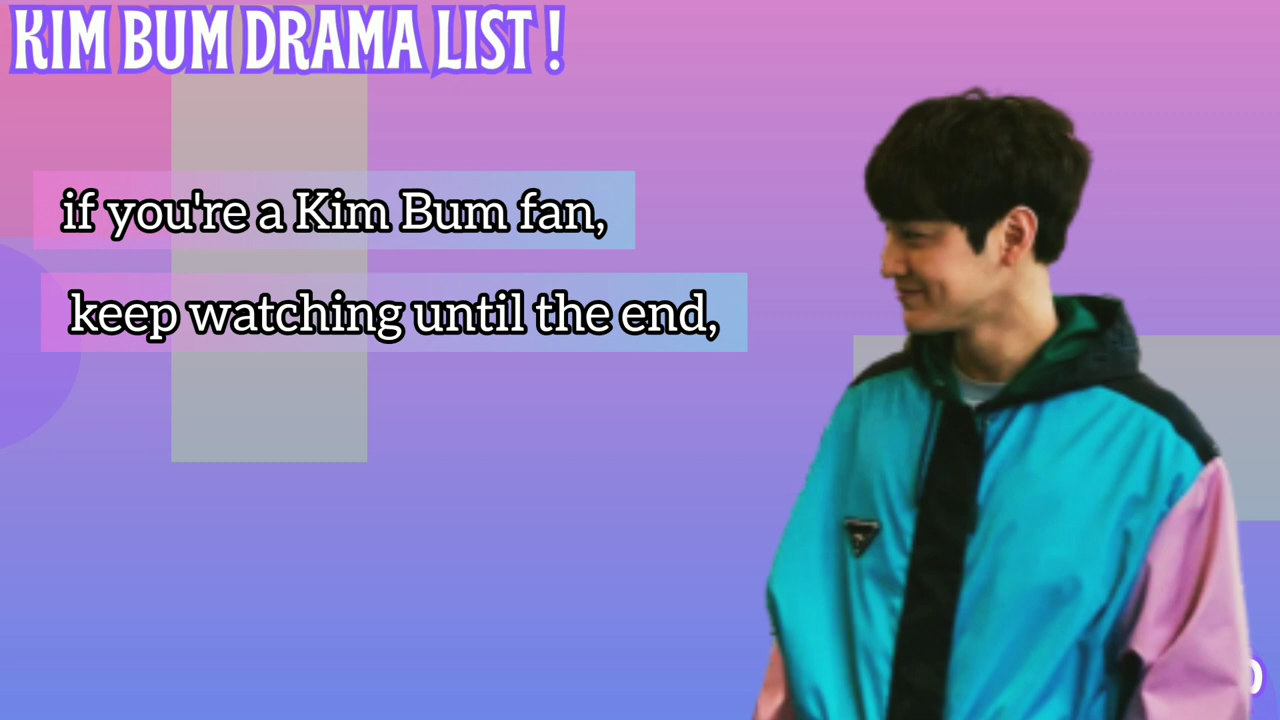 KIM BUM DRAMA LIST !
if you're a Kim Bum fan,
keep watching until the end,